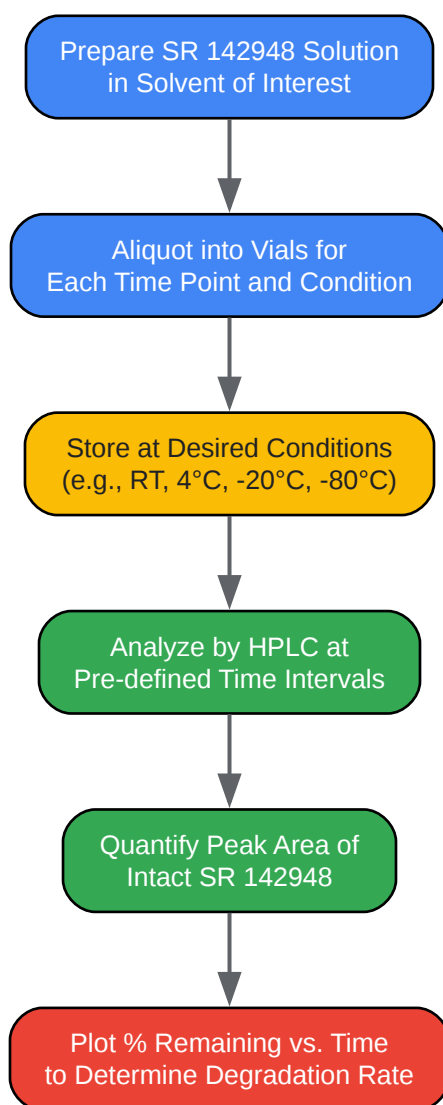 Prepare SR 142948 Solution
in Solvent of Interest
Aliquot into Vials for
Each Time Point and Condition
Store at Desired Conditions
(e.g., RT, 4°C, -20°C, -80°C)
Analyze by HPLC at
Pre-defined Time Intervals
Quantify Peak Area of
Intact SR 142948
Plot % Remaining vs. Time
to Determine Degradation Rate